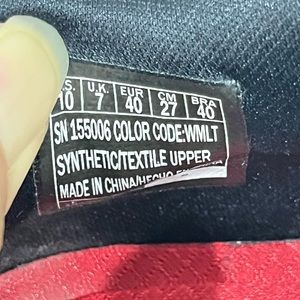 U.K. EUR CM BRA
10 7 40 27 40
SN 155006 COLOR CODE:WMLT
SYNTHETIC/TEXTILE UPPER
MADE IN CHINA/HECHO